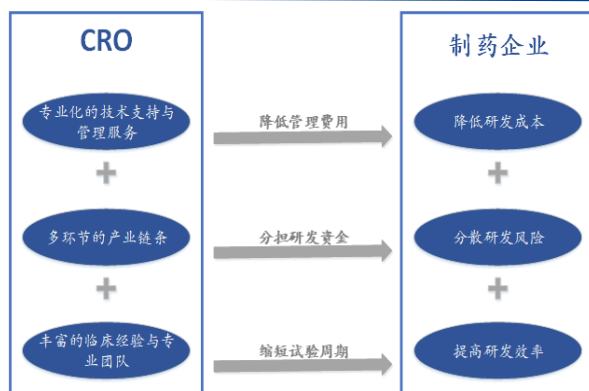 CRO
制药企业
专业化的技术支持与
管理服务
降低管理费用
降低研发成本
+
+
多环节的产业链条
分担研发资金
分散研发风险
+
+
丰富的临床经验与专
业团队
缩短试验周期
提高研发效率